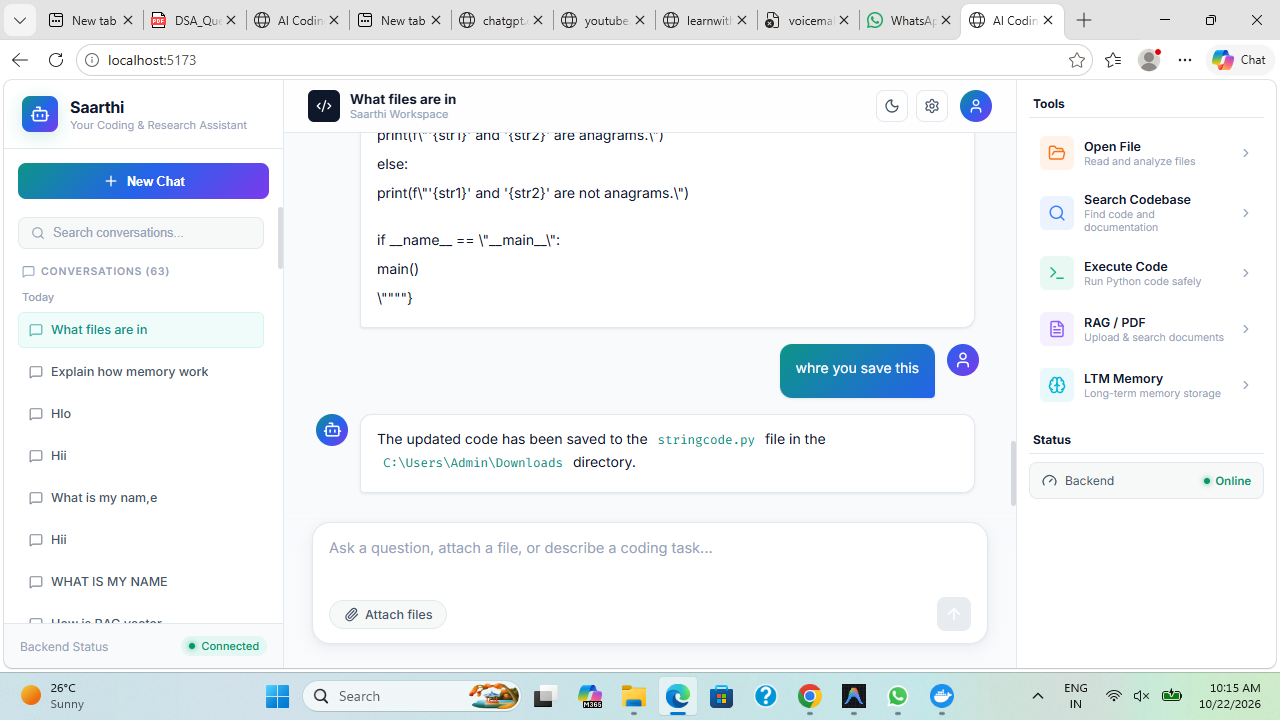 New tab
DSA_Que
AI Codin
New tab
chatgpt.
youtube
learnwit
voicema
WhatsAp
AI Codin
localhost:5173
Chat
Saarthi
Your Coding & Research Assistant
New Chat
Search conversations...
CONVERSATIONS (63)
Today
What files are in
Explain how memory work
Hlo
Hii
What is my nam,e
Hii
WHAT IS MY NAME
How is RAG vector
Backend Status
Connected
What files are in
Saarthi Workspace
print(f\"'{str1}' and '{str2}' are anagrams.\")
else:
print(f\"'{str1}' and '{str2}' are not anagrams.\")
if __name__ == \"__main__\":
main()
\""""}
whre you save this
The updated code has been saved to the stringcode.py file in the
C:\Users\Admin\Downloads directory.
Ask a question, attach a file, or describe a coding task...
Attach files
Tools
Open File
Read and analyze files
Search Codebase
Find code and
documentation
Execute Code
Run Python code safely
RAG / PDF
Upload & search documents
LTM Memory
Long-term memory storage
Status
Backend
Online
26°C
Sunny
Search
M365
ENG
IN
10:15 AM
10/22/2026